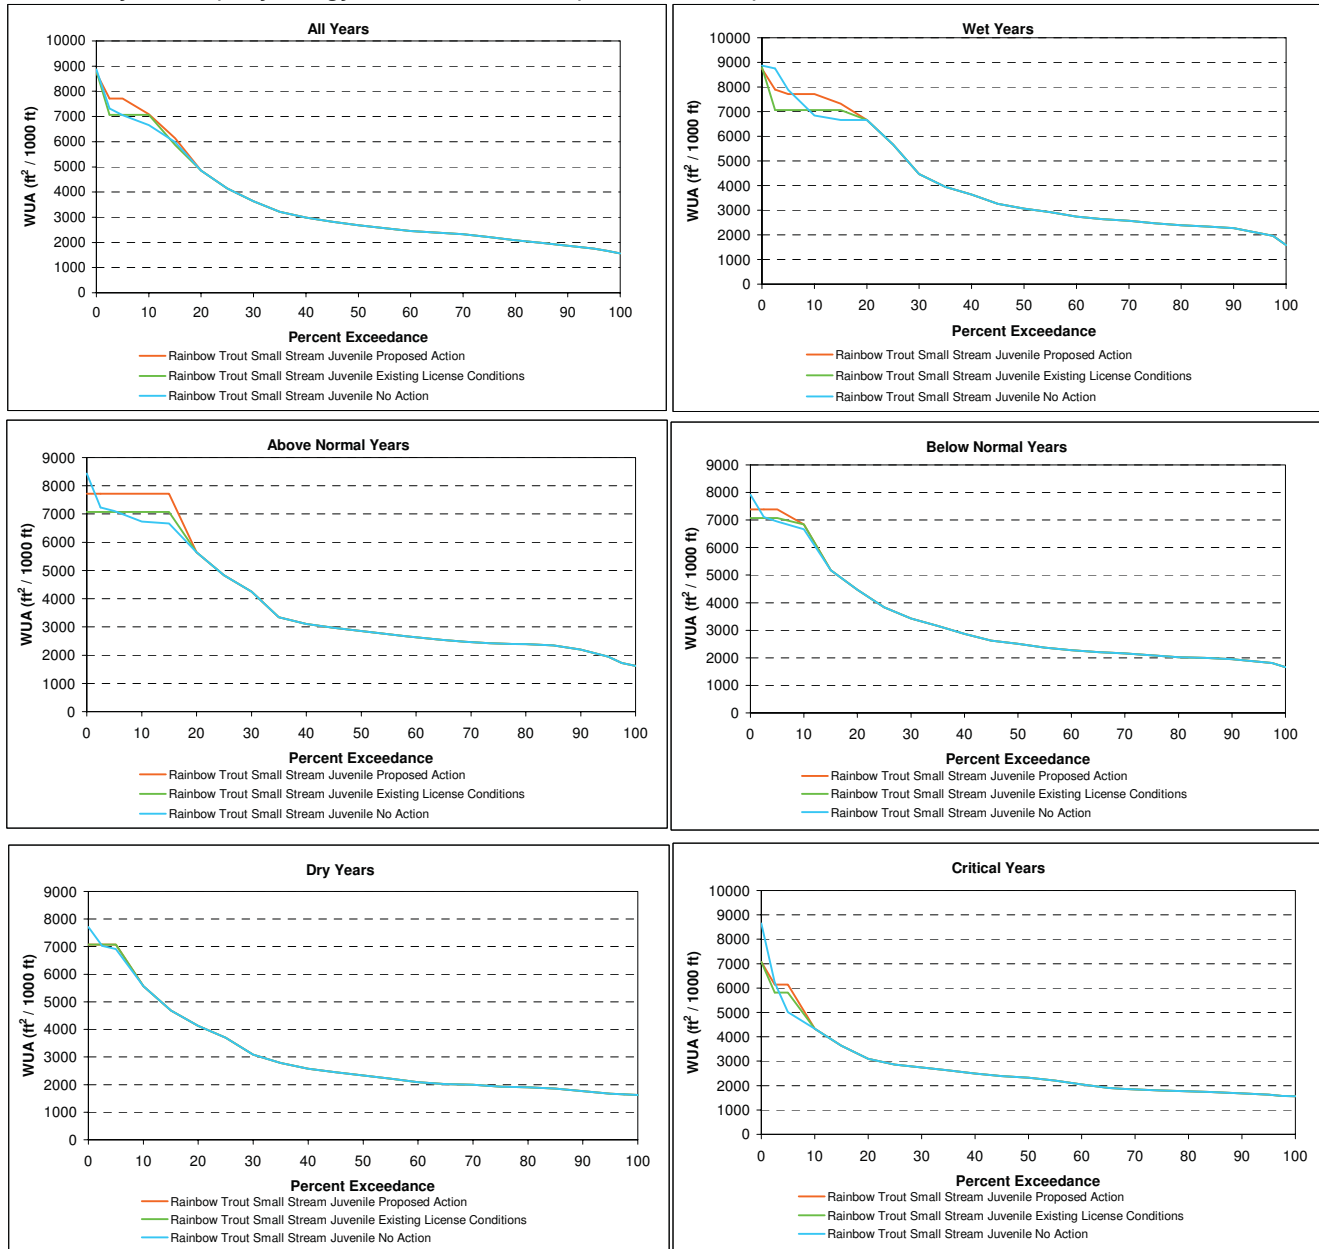 All Years
10000
9000
8000
7000
6000
5000
4000
3000
2000
1000
0
WUA (ft² / 1000 ft)
0 10 20 30 40 50 60 70 80 90 100
Percent Exceedance
Rainbow Trout Small Stream Juvenile Proposed Action
Rainbow Trout Small Stream Juvenile Existing License Conditions
Rainbow Trout Small Stream Juvenile No Action
Wet Years
10000
9000
8000
7000
6000
5000
4000
3000
2000
1000
0
WUA (ft² / 1000 ft)
0 10 20 30 40 50 60 70 80 90 100
Percent Exceedance
Rainbow Trout Small Stream Juvenile Proposed Action
Rainbow Trout Small Stream Juvenile Existing License Conditions
Rainbow Trout Small Stream Juvenile No Action
Above Normal Years
9000
8000
7000
6000
5000
4000
3000
2000
1000
0
WUA (ft² / 1000 ft)
0 10 20 30 40 50 60 70 80 90 100
Percent Exceedance
Rainbow Trout Small Stream Juvenile Proposed Action
Rainbow Trout Small Stream Juvenile Existing License Conditions
Rainbow Trout Small Stream Juvenile No Action
Below Normal Years
9000
8000
7000
6000
5000
4000
3000
2000
1000
0
WUA (ft² / 1000 ft)
0 10 20 30 40 50 60 70 80 90 100
Percent Exceedance
Rainbow Trout Small Stream Juvenile Proposed Action
Rainbow Trout Small Stream Juvenile Existing License Conditions
Rainbow Trout Small Stream Juvenile No Action
Dry Years
9000
8000
7000
6000
5000
4000
3000
2000
1000
0
WUA (ft² / 1000 ft)
0 10 20 30 40 50 60 70 80 90 100
Percent Exceedance
Rainbow Trout Small Stream Juvenile Proposed Action
Rainbow Trout Small Stream Juvenile Existing License Conditions
Rainbow Trout Small Stream Juvenile No Action
Critical Years
10000
9000
8000
7000
6000
5000
4000
3000
2000
1000
0
WUA (ft² / 1000 ft)
0 10 20 30 40 50 60 70 80 90 100
Percent Exceedance
Rainbow Trout Small Stream Juvenile Proposed Action
Rainbow Trout Small Stream Juvenile Existing License Conditions
Rainbow Trout Small Stream Juvenile No Action